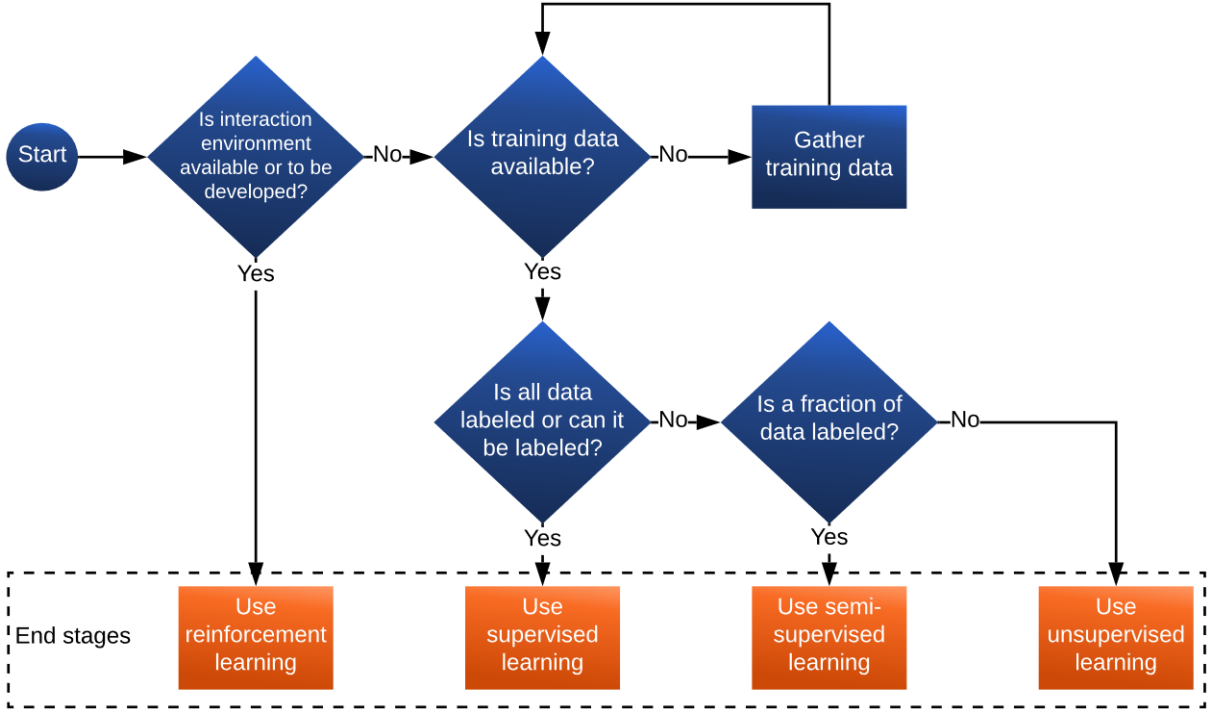 Start
Is interaction
environment
available or to be
developed?
No
Is training data
available?
No
Gather
training data
Yes
Yes
Is all data
labeled or can it
be labeled?
No
Is a fraction of
data labeled?
No
Yes
Yes
End stages
Use
reinforcement
learning
Use
supervised
learning
Use semi-
supervised
learning
Use
unsupervised
learning